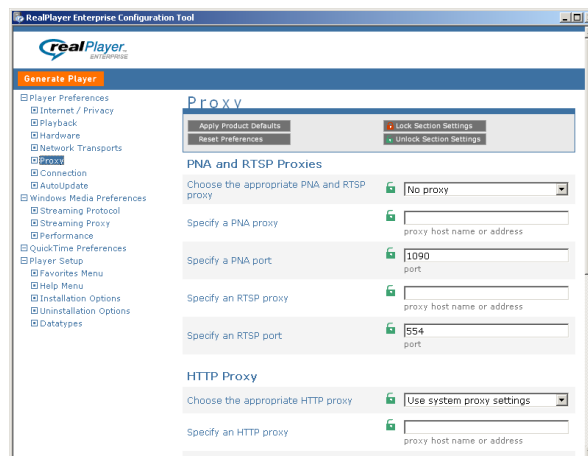 RealPlayer Enterprise Configuration Tool
realPlayer.
ENTERPRISE
Generate Player
Player Preferences
Internet / Privacy
Playback
Hardware
Network Transports
Proxy
Connection
AutoUpdate
Windows Media Preferences
Streaming Protocol
Streaming Proxy
Performance
QuickTime Preferences
Player Setup
Favorites Menu
Help Menu
Installation Options
Uninstallation Options
Datatypes
Proxy
Apply Product Defaults
Lock Section Settings
Reset Preferences
Unlock Section Settings
PNA and RTSP Proxies
Choose the appropriate PNA and RTSP
proxy
No proxy
Specify a PNA proxy
proxy host name or address
Specify a PNA port
1090
port
Specify an RTSP proxy
proxy host name or address
Specify an RTSP port
554
port
HTTP Proxy
Choose the appropriate HTTP proxy
Use system proxy settings
Specify an HTTP proxy
proxy host name or address